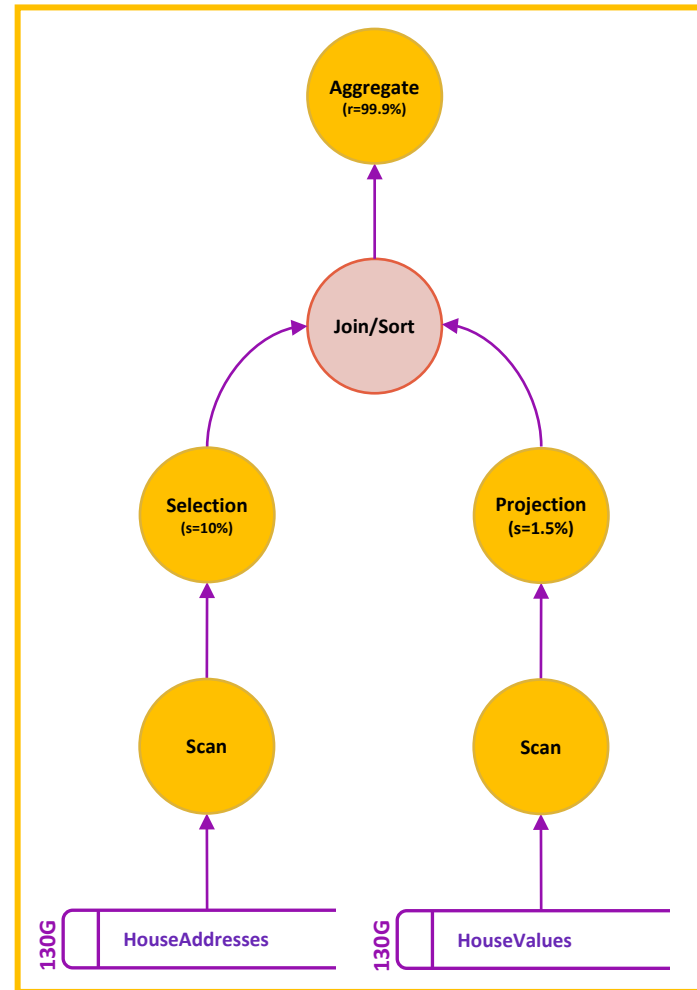 Aggregate
(r=99.9%)
Join/Sort
Selection
(s=10%)
Projection
(s=1.5%)
Scan
Scan
130G
HouseAddresses
130G
HouseValues